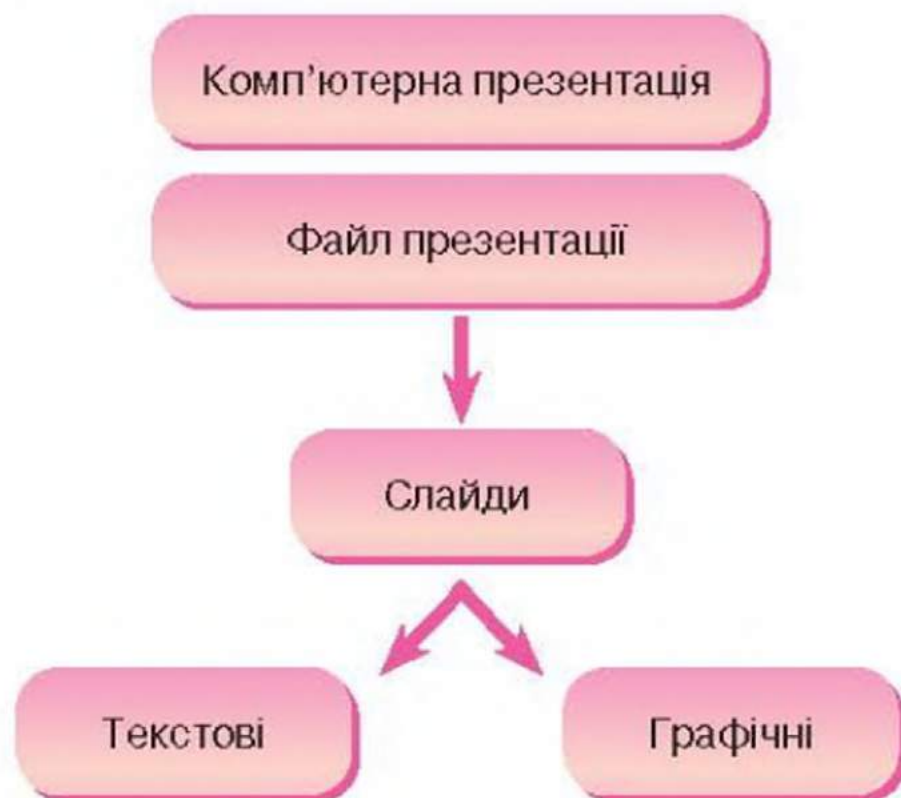 Комп’ютерна презентація
Файл презентації
Слайди
Текстові
Графічні